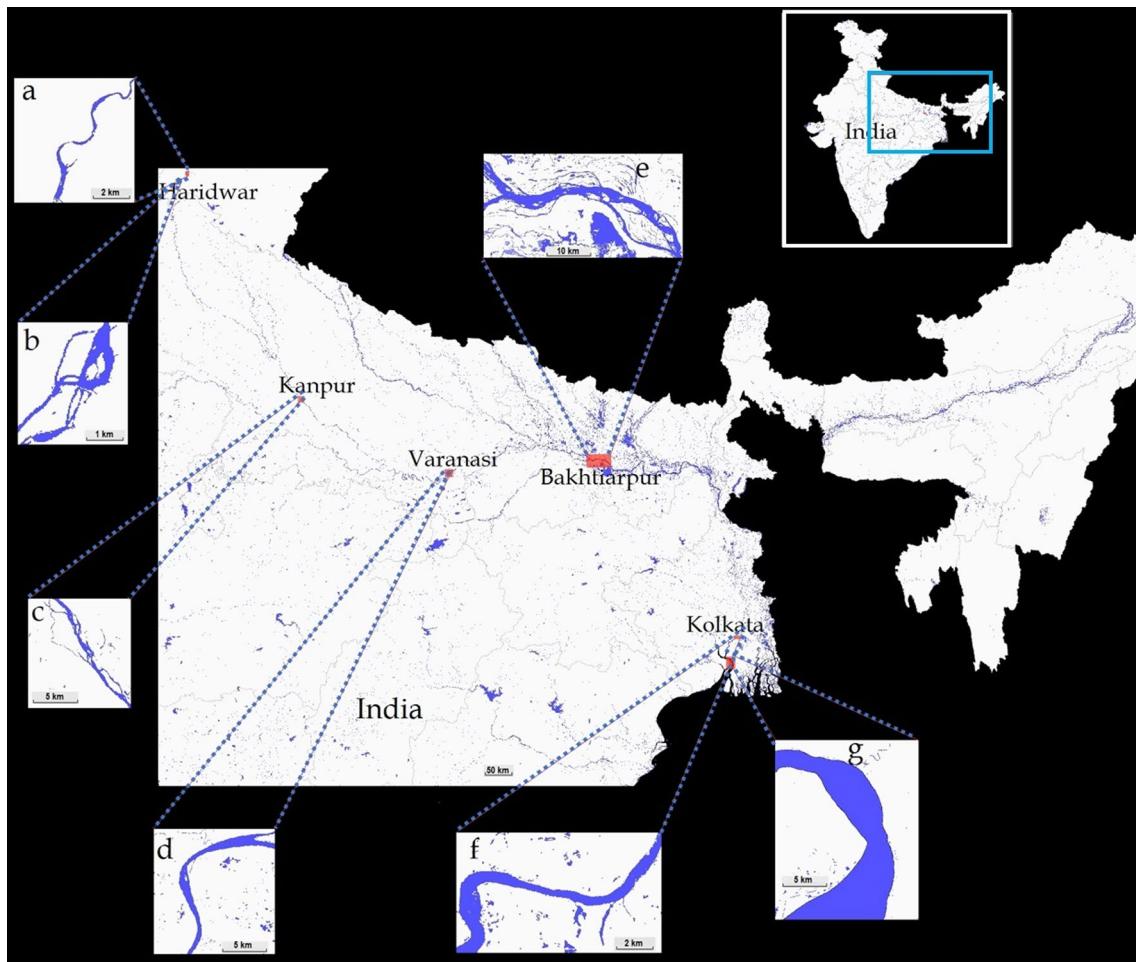 a
2 km
India
Haridwar
e
10 km
b
1 km
Kanpur
Varanasi
Bakhtiarpur
c
5 km
Kolkata
India
50 km
g
5 km
d
5 km
f
2 km